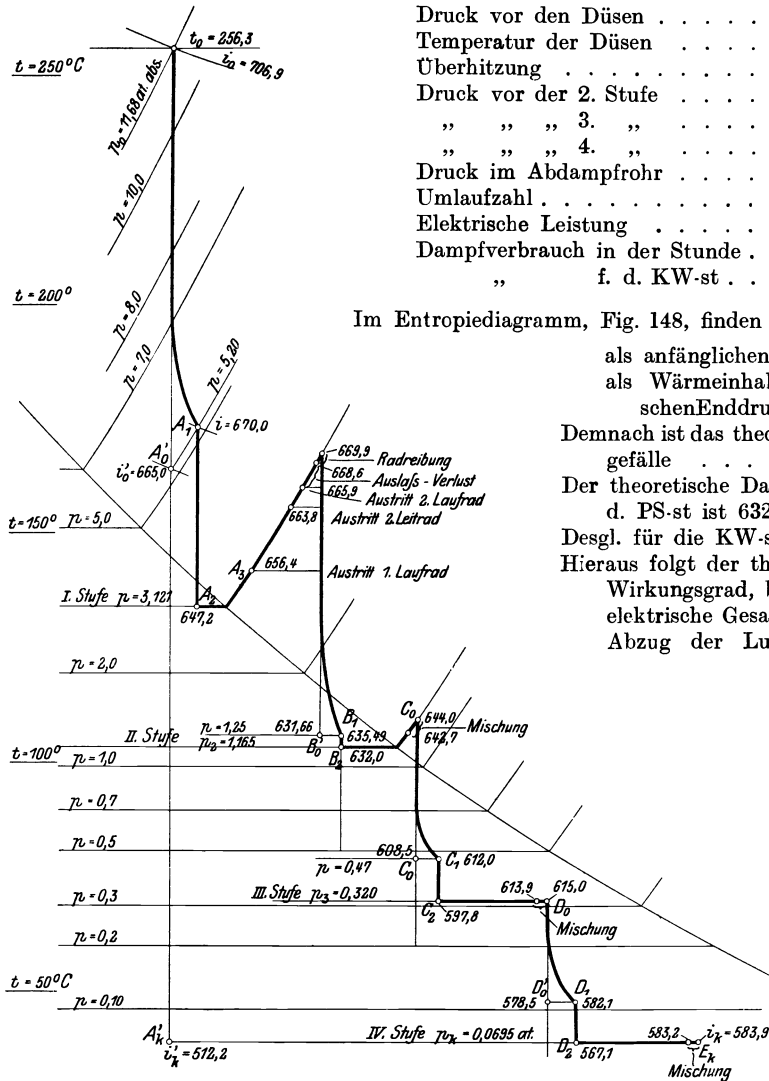 Druck vor den Düsen . . . . .
Temperatur der Düsen . . . .
Überhitzung . . . . . . . . .
Druck vor der 2. Stufe . . . .
„ „ „ 3. „ . . . .
„ „ „ 4. „ . . . .
Druck im Abdampfrohr . . . .
Umlaufzahl . . . . . . . . . .
Elektrische Leistung . . . . .
Dampfverbrauch in der Stunde .
„ f. d. KW-st . .
Im Entropiediagramm, Fig. 148, finden
als anfänglichen
als Wärmeinhal
schenEnddru
Demnach ist das theo
gefälle . . .
Der theoretische Da
d. PS-st ist 632
Desgl. für die KW-s
Hieraus folgt der th
Wirkungsgrad, b
elektrische Gesa
Abzug der Lu
t₀ = 256,3
i₀ = 706,9
t = 250° C
p₀ = 11,68 at. abs.
p = 10,0
t = 200°
p = 8,0
p = 7,0
p = 5,20
A₁ i = 670,0
A₀'
i₀' = 665,0
669,9
Radreibung
668,6
Auslaß - Verlust
665,9
Austritt 2. Laufrad
663,8
Austritt 2. Leitrad
t = 150°
p = 5,0
A₃ 656,4
Austritt 1. Laufrad
I. Stufe p = 3,121
A₂
647,2
p = 2,0
C₀ 644,0
Mischung
642,7
B₁
p = 1,25 631,66 635,49
II. Stufe p₂ = 1,165
B₀' B₂ 632,0
t = 100°
p = 1,0
p = 0,7
p = 0,5
608,5
p = 0,47 C₁ 612,0
C₀
III. Stufe p₃ = 0,320
613,9 615,0
p = 0,3
C₂ 597,8
D₀
Mischung
p = 0,2
t = 50° C
p = 0,10
D₀' D₁
578,5 582,1
A'k
i'k = 512,2
IV. Stufe pk = 0,0695 at.
D₂ 567,1
583,2 ik = 583,9
Ek
Mischung